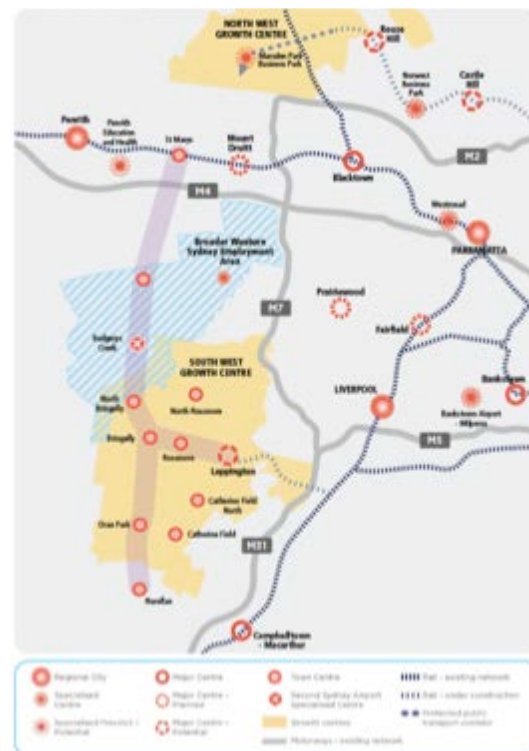 NORTH WEST
GROWTH CENTRE
Rouse
Hill
Marsden Park
Business Park
Norwest
Business
Park
Castle
Hill
Penrith
Penrith
Education
and Health
St Marys
Mount
Druitt
M2
Blacktown
M4
Westmead
PARRAMATTA
Broader Western
Sydney Employment
Area
Prairiewood
M7
Fairfield
Badgerys
Creek
SOUTH WEST
GROWTH CENTRE
Bankstown
LIVERPOOL
North
Bringelly
North Rossmore
Bankstown Airport
- Milperra
Bringelly
Rossmore
M5
Leppington
Catherine Field
North
Oran Park
Catherine Field
M31
Narellan
Campbelltown
- Macarthur
Regional City
Major Centre
Town Centre
Rail - existing network
Specialised
Centre
Major Centre -
Planned
Second Sydney Airport
Specialised Centre
Rail - under construction
Specialised Precinct -
Potential
Major Centre -
Potential
Growth centres
Protected public
transport corridor
Motorways - existing network